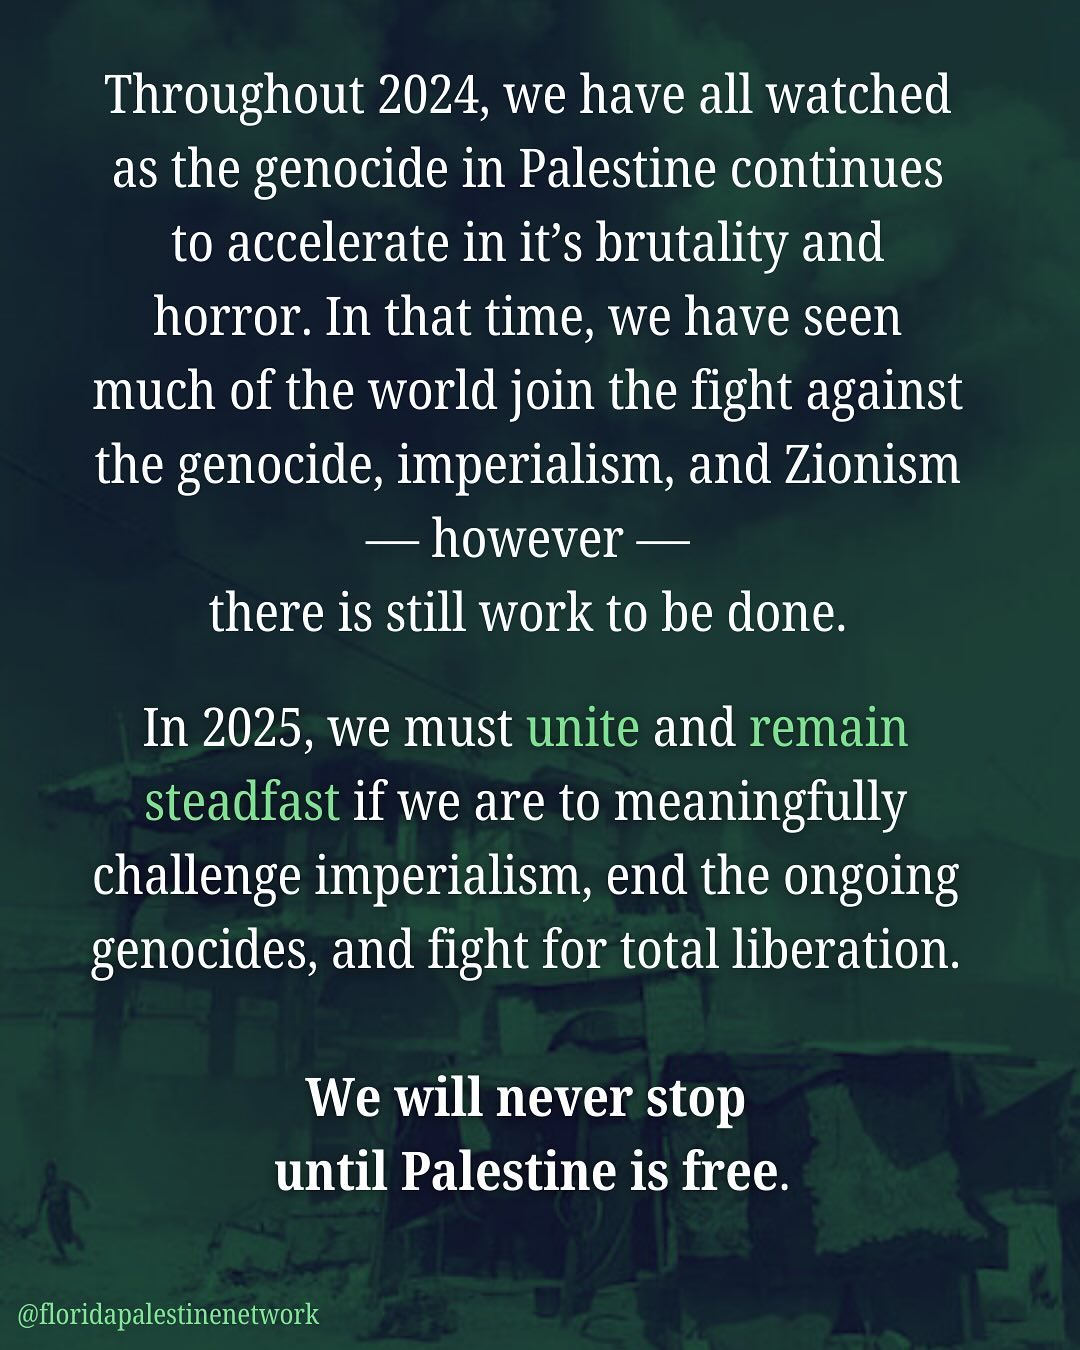 Throughout 2024, we have all watched
as the genocide in Palestine continues
to accelerate in it’s brutality and
horror. In that time, we have seen
much of the world join the fight against
the genocide, imperialism, and Zionism
— however —
there is still work to be done.
In 2025, we must unite and remain
steadfast if we are to meaningfully
challenge imperialism, end the ongoing
genocides, and fight for total liberation.
We will never stop
until Palestine is free.
@floridapalestinenetwork